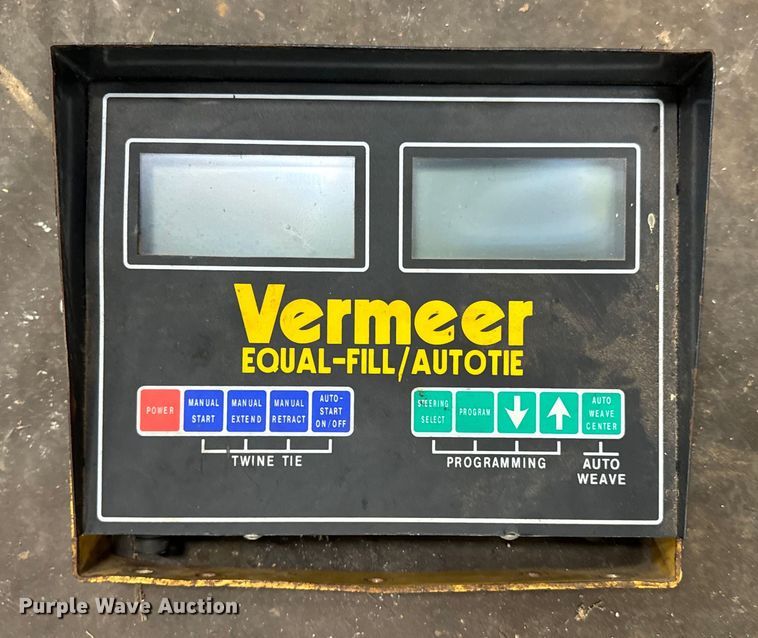 Vermeer
EQUAL-FILL/AUTOTIE
POWER
MANUAL START
MANUAL EXTEND
MANUAL RETRACT
AUTO-START ON/OFF
TWINE TIE
STEERING SELECT
PROGRAM
AUTO WEAVE CENTER
PROGRAMMING
AUTO WEAVE
Purple Wave Auction